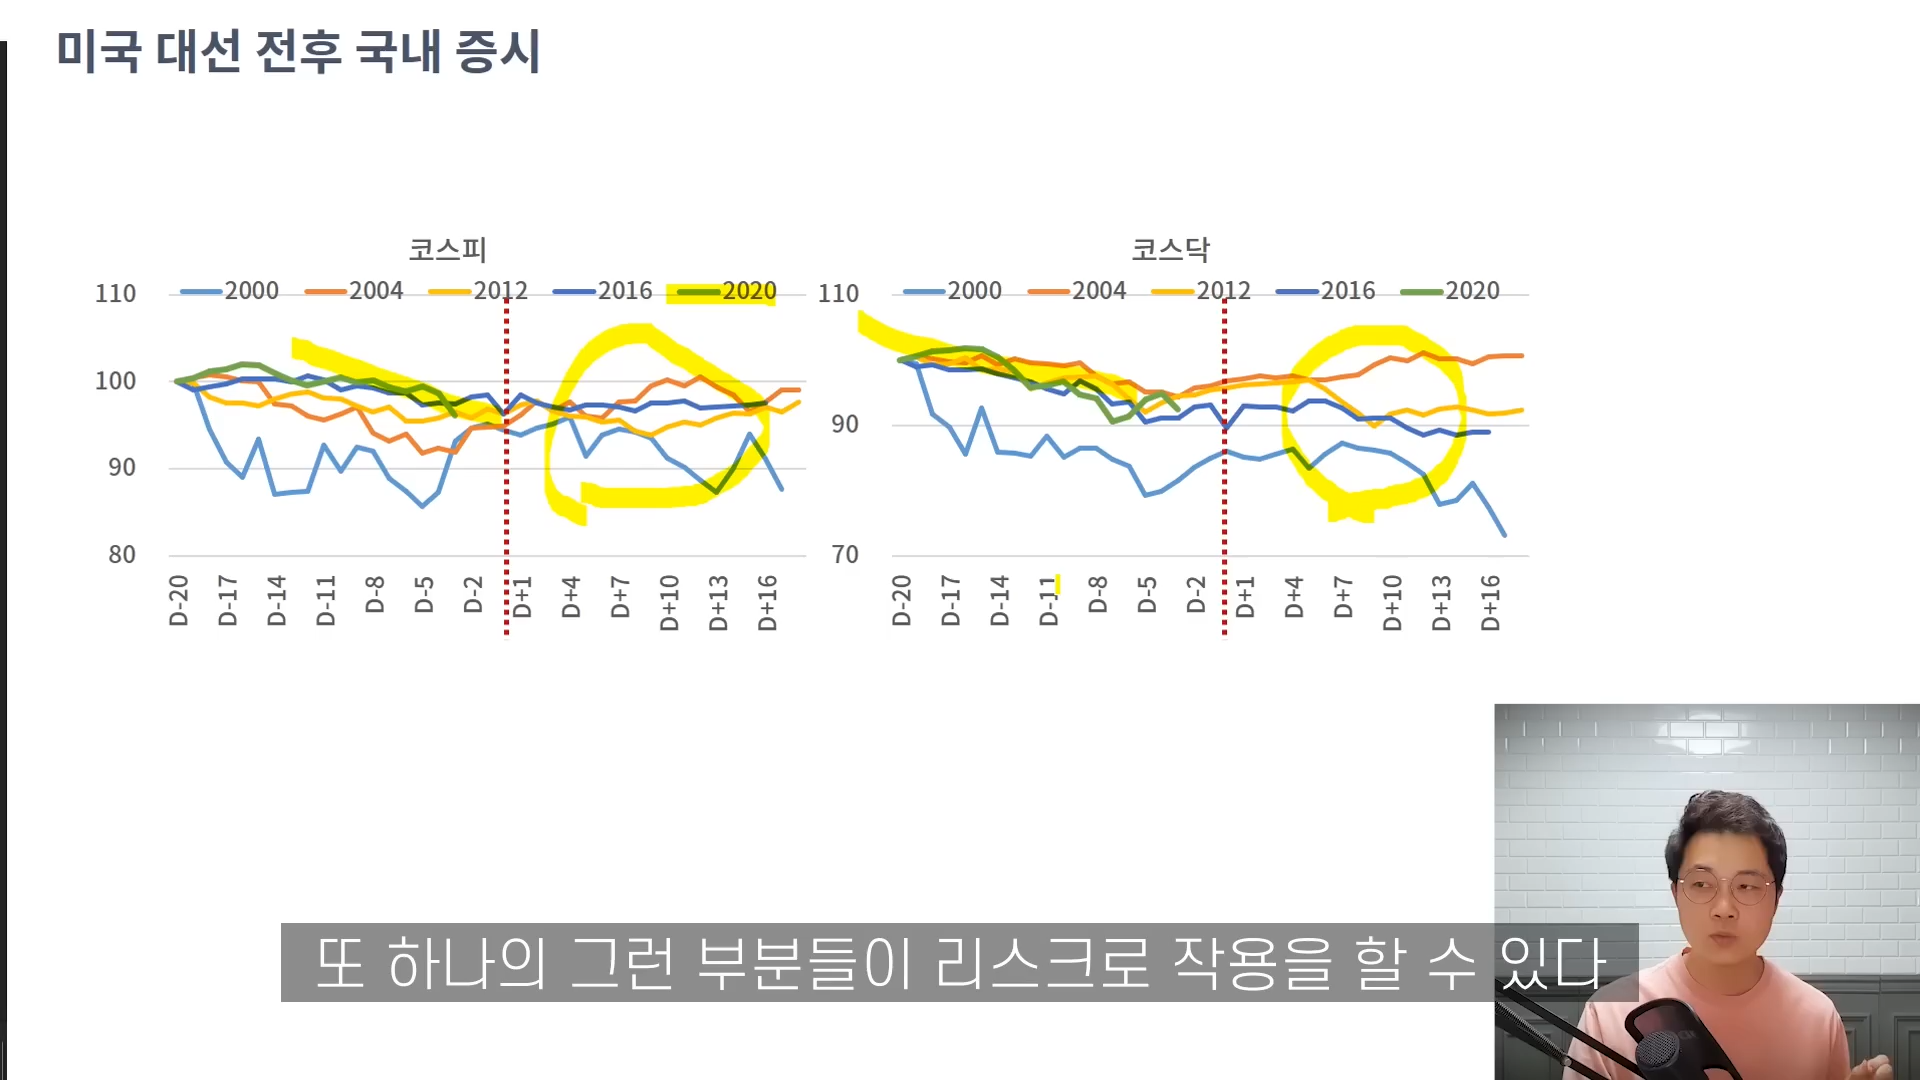 미국 대선 전후 국내 증시
코스피
2000 2004 2012 2016 2020
110
100
90
80
D-20 D-17 D-14 D-11 D-8 D-5 D-2 D+1 D+4 D+7 D+10 D+13 D+16
코스닥
2000 2004 2012 2016 2020
110
90
70
D-20 D-17 D-14 D-11 D-8 D-5 D-2 D+1 D+4 D+7 D+10 D+13 D+16
또 하나의 그런 부분들이 리스크로 작용을 할 수 있다